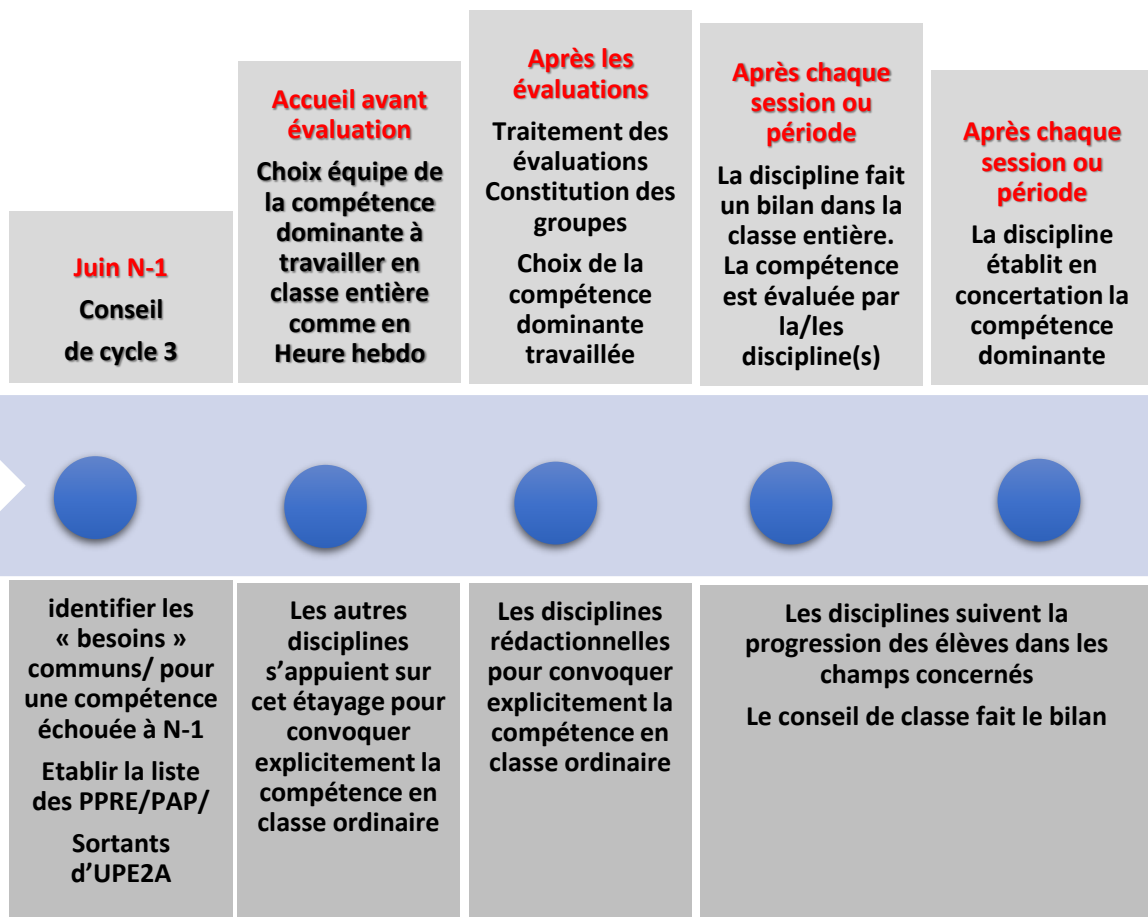 Juin N-1
Conseil
de cycle 3
Accueil avant
évaluation
Choix équipe de
la compétence
dominante à
travailler en
classe entière
comme en
Heure hebdo
Après les
évaluations
Traitement des
évaluations
Constitution des
groupes
Choix de la
compétence
dominante
travaillée
Après chaque
session ou
période
La discipline fait
un bilan dans la
classe entière.
La compétence
est évaluée par
la/les
discipline(s)
Après chaque
session ou
période
La discipline
établit en
concertation la
compétence
dominante
identifier les
« besoins »
communs/ pour
une compétence
échouée à N-1
Etablir la liste
des PPRE/PAP/
Sortants
d’UPE2A
Les autres
disciplines
s’appuient sur
cet étayage pour
convoquer
explicitement la
compétence en
classe ordinaire
Les disciplines
rédactionnelles
pour convoquer
explicitement la
compétence en
classe ordinaire
Les disciplines suivent la
progression des élèves dans les
champs concernés
Le conseil de classe fait le bilan